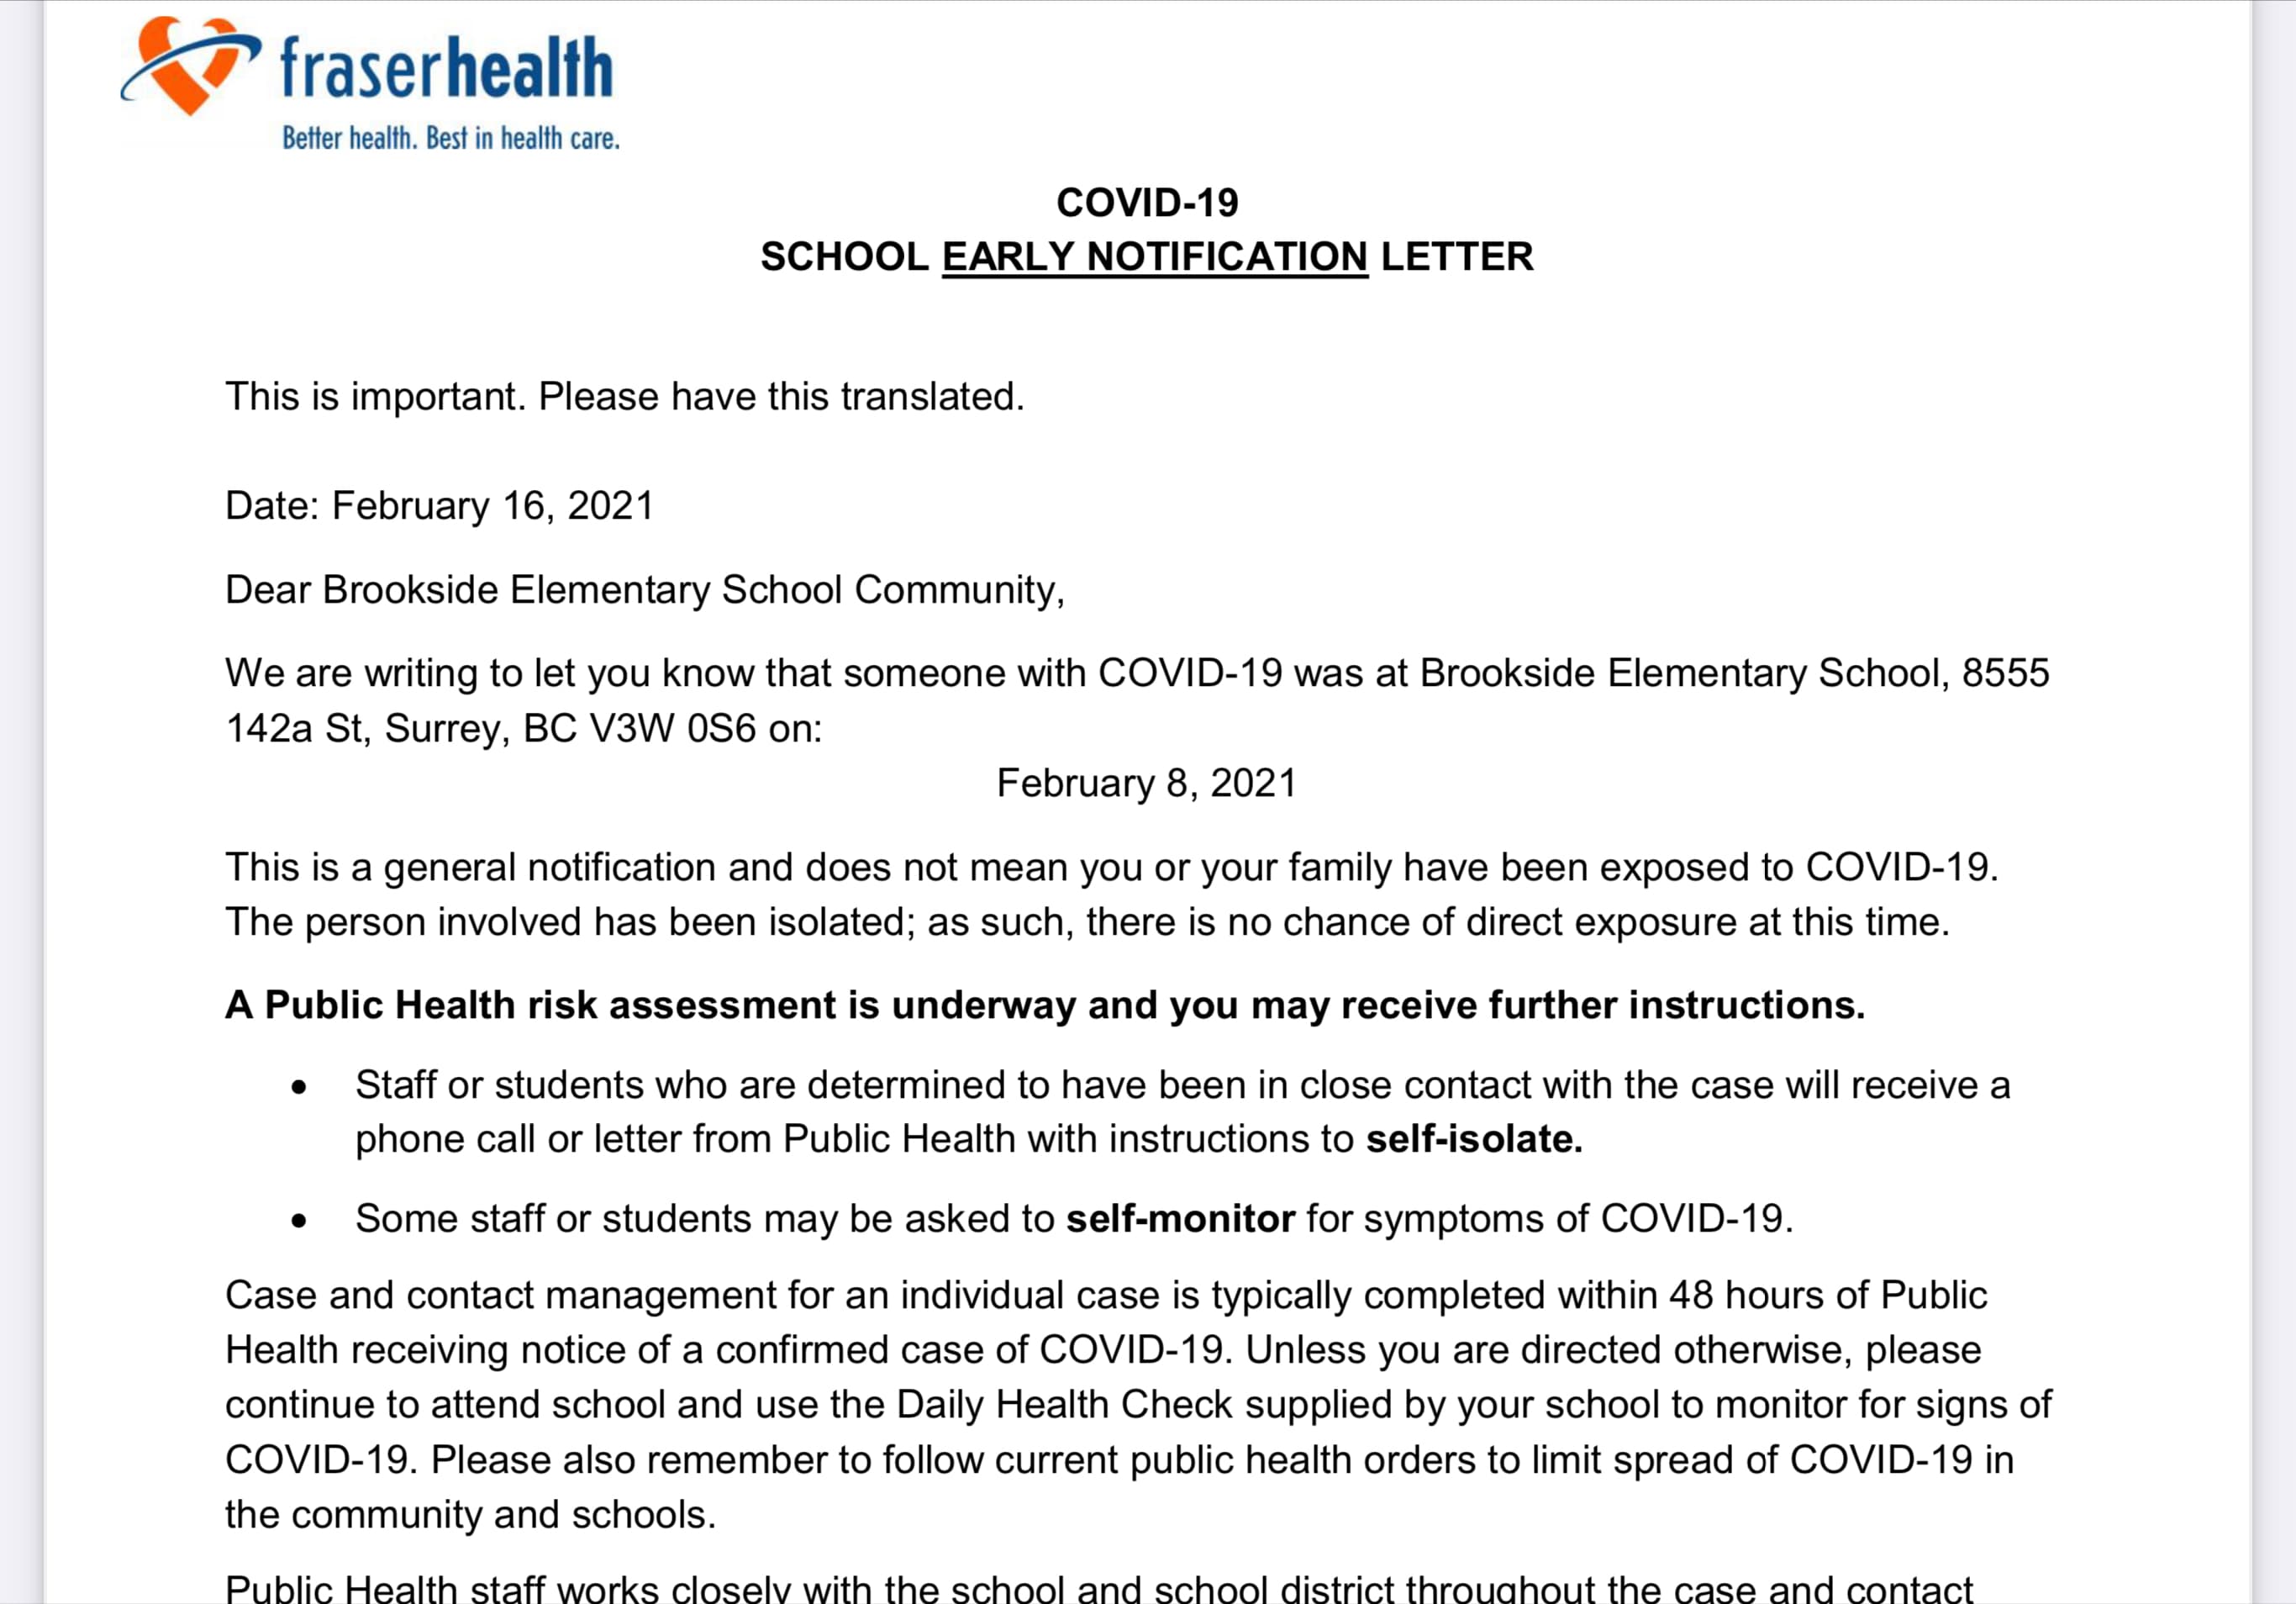 fraserhealth
Better health. Best in health care.
COVID-19
SCHOOL EARLY NOTIFICATION LETTER
This is important. Please have this translated.
Date: February 16, 2021
Dear Brookside Elementary School Community,
We are writing to let you know that someone with COVID-19 was at Brookside Elementary School, 8555
142a St, Surrey, BC V3W 0S6 on:
February 8, 2021
This is a general notification and does not mean you or your family have been exposed to COVID-19.
The person involved has been isolated; as such, there is no chance of direct exposure at this time.
A Public Health risk assessment is underway and you may receive further instructions.
• Staff or students who are determined to have been in close contact with the case will receive a
phone call or letter from Public Health with instructions to self-isolate.
• Some staff or students may be asked to self-monitor for symptoms of COVID-19.
Case and contact management for an individual case is typically completed within 48 hours of Public
Health receiving notice of a confirmed case of COVID-19. Unless you are directed otherwise, please
continue to attend school and use the Daily Health Check supplied by your school to monitor for signs of
COVID-19. Please also remember to follow current public health orders to limit spread of COVID-19 in
the community and schools.
Public Health staff works closely with the school and school district throughout the case and contact